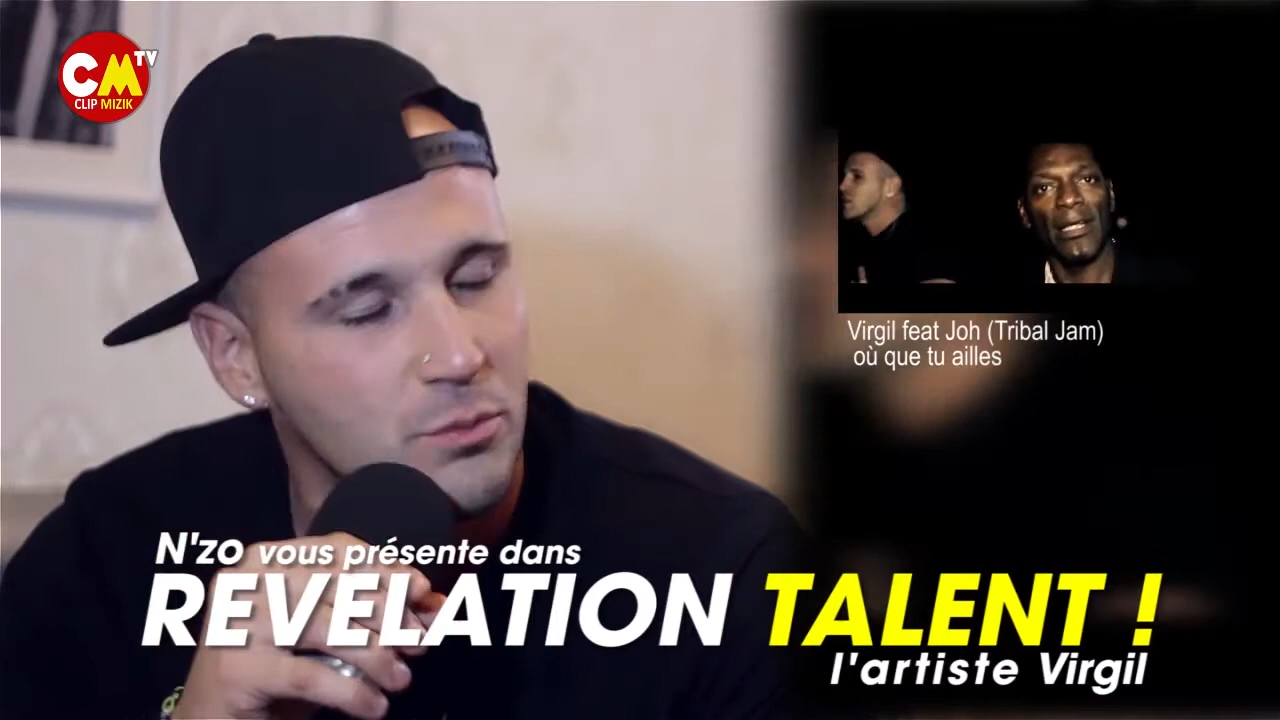 CM TV
CLIP MIZIK
Virgil feat Joh (Tribal Jam)
où que tu ailles
N'zo vous présente dans
REVELATION TALENT !
l'artiste Virgil